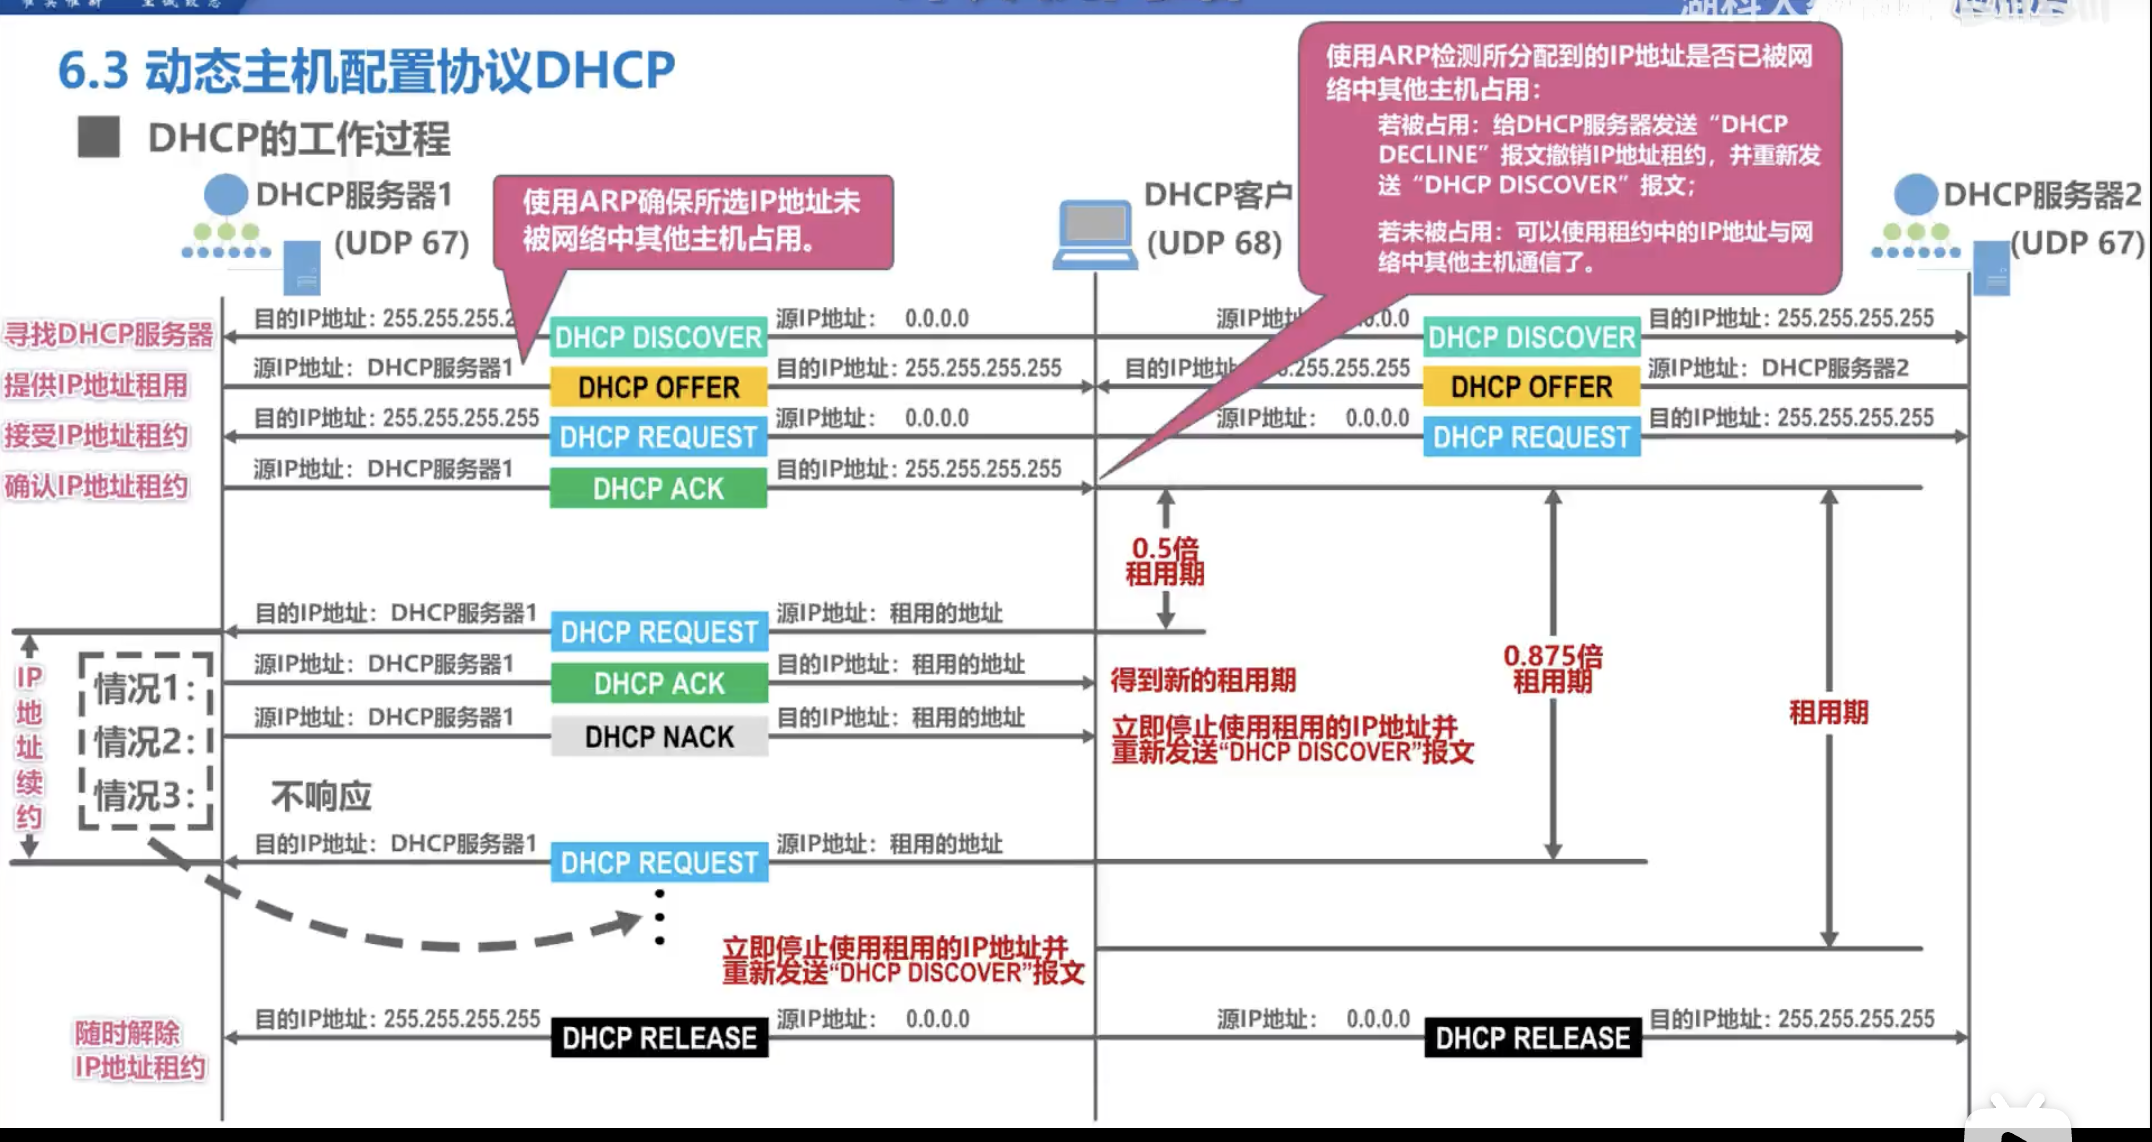 6.3 动态主机配置协议DHCP
DHCP的工作过程
使用ARP检测所分配到的IP地址是否已被网
络中其他主机占用：
若被占用：给DHCP服务器发送“DHCP
DECLINE”报文撤销IP地址租约，并重新发
送“DHCP DISCOVER”报文；
若未被占用：可以使用租约中的IP地址与网
络中其他主机通信了。
DHCP服务器1
(UDP 67)
使用ARP确保所选IP地址未
被网络中其他主机占用。
DHCP客户
(UDP 68)
DHCP服务器2
(UDP 67)
寻找DHCP服务器
目的IP地址：255.255.255.2
DHCP DISCOVER
源IP地址： 0.0.0.0
源IP地址 .0.0
DHCP DISCOVER
目的IP地址：255.255.255.255
提供IP地址租用
源IP地址：DHCP服务器1
DHCP OFFER
目的IP地址：255.255.255.255
目的IP地址 .255.255.255
DHCP OFFER
源IP地址：DHCP服务器2
接受IP地址租约
目的IP地址：255.255.255.255
DHCP REQUEST
源IP地址： 0.0.0.0
源IP地址： 0.0.0.0
DHCP REQUEST
目的IP地址：255.255.255.255
确认IP地址租约
源IP地址：DHCP服务器1
DHCP ACK
目的IP地址：255.255.255.255
0.5倍
租用期
目的IP地址：DHCP服务器1
DHCP REQUEST
源IP地址：租用的地址
0.875倍
租用期
租用期
IP地址续约
情况1：
源IP地址：DHCP服务器1
DHCP ACK
目的IP地址：租用的地址
得到新的租用期
情况2：
源IP地址：DHCP服务器1
DHCP NACK
目的IP地址：租用的地址
立即停止使用租用的IP地址并
重新发送“DHCP DISCOVER”报文
情况3：
不响应
目的IP地址：DHCP服务器1
DHCP REQUEST
源IP地址：租用的地址
立即停止使用租用的IP地址并
重新发送“DHCP DISCOVER”报文
随时解除
IP地址租约
目的IP地址：255.255.255.255
DHCP RELEASE
源IP地址： 0.0.0.0
源IP地址： 0.0.0.0
DHCP RELEASE
目的IP地址：255.255.255.255